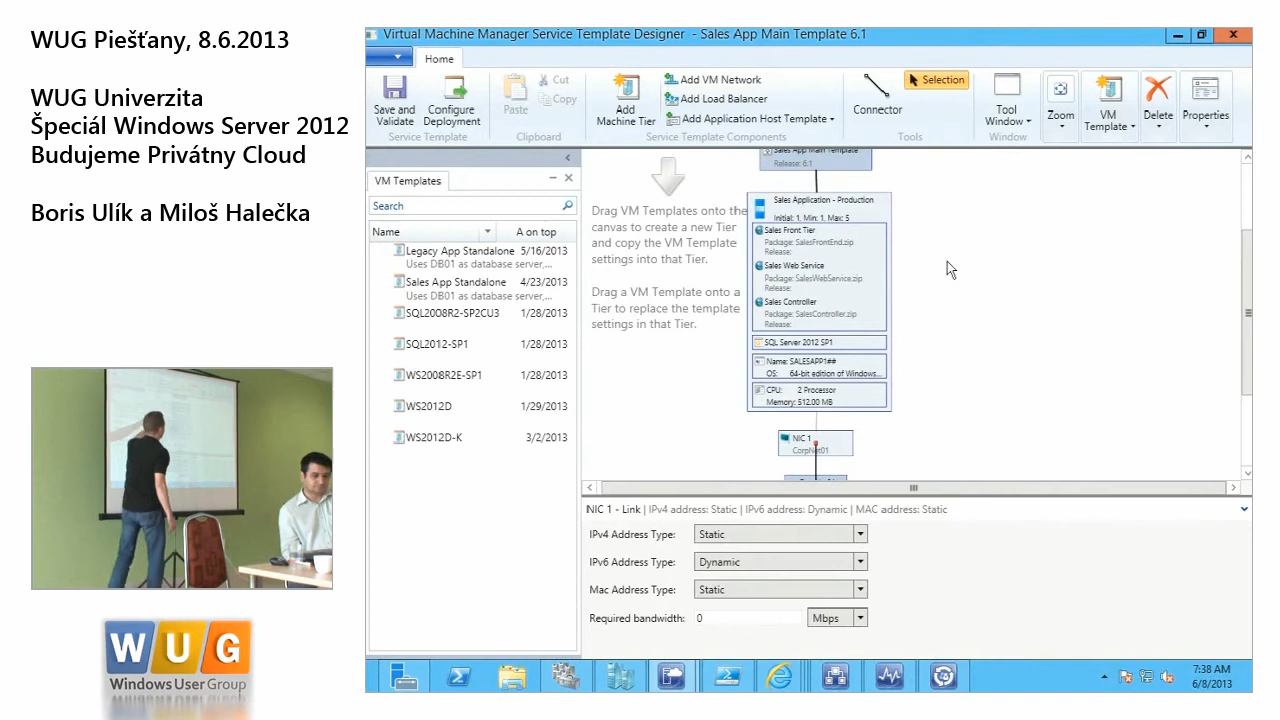 WUG Piešťany, 8.6.2013
WUG Univerzita
Špeciál Windows Server 2012
Budujeme Privátny Cloud
Boris Ulík a Miloš Halečka
WUG
Windows User Group
Virtual Machine Manager Service Template Designer - Sales App Main Template 6.1
Home
Save and Validate
Configure Deployment
Service Template
Paste
Cut
Copy
Clipboard
Add Machine Tier
Add VM Network
Add Load Balancer
Add Application Host Template
Service Template Components
Connector
Selection
Tools
Tool Window
Window
Zoom
VM Template
Delete
Properties
VM Templates
Search
Name A on top
Legacy App Standalone 5/16/2013
Uses DB01 as database server,...
Sales App Standalone 4/23/2013
Uses DB01 as database server,...
SQL2008R2-SP2CU3 1/28/2013
SQL2012-SP1 1/28/2013
WS2008R2E-SP1 1/28/2013
WS2012D 1/29/2013
WS2012D-K 3/2/2013
Drag VM Templates onto the
canvas to create a new Tier
and copy the VM Template
settings into that Tier.
Drag a VM Template onto a
Tier to replace the template
settings in that Tier.
Sales App Main Template
Release: 6.1
Sales Application - Production
Initial: 1, Min: 1, Max: 5
Sales Front Tier
Package: SalesFrontEnd.zip
Release:
Sales Web Service
Package: SalesWebService.zip
Release:
Sales Controller
Package: SalesController.zip
Release:
SQL Server 2012 SP1
Name: SALESAPP1##
OS: 64-bit edition of Windows...
CPU: 2 Processor
Memory: 512.00 MB
NIC 1
CorpNet01
NIC 1 - Link | IPv4 address: Static | IPv6 address: Dynamic | MAC address: Static
IPv4 Address Type: Static
IPv6 Address Type: Dynamic
Mac Address Type: Static
Required bandwidth: 0 Mbps
7:38 AM
6/8/2013